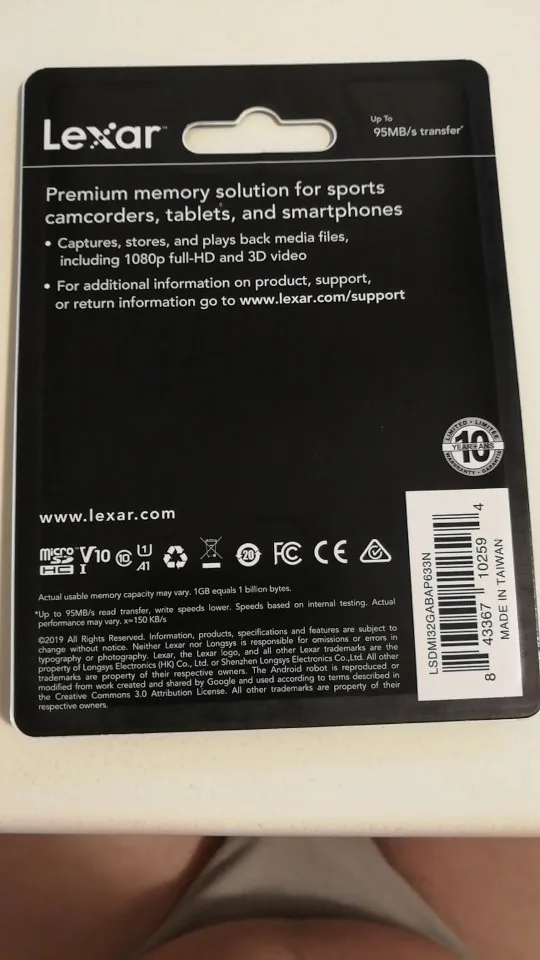 Lexar™
Up To
95MB/s transfer*
Premium memory solution for sports
camcorders, tablets, and smartphones
• Captures, stores, and plays back media files,
including 1080p full-HD and 3D video
• For additional information on product, support,
or return information go to www.lexar.com/support
LIMITED • LIMITÉE
10
YEAR • ANS
WARRANTY • GARANTIE
www.lexar.com
micro SD HC I V10 10 U1 A1 20 FC CE
Actual usable memory capacity may vary. 1GB equals 1 billion bytes.
*Up to 95MB/s read transfer, write speeds lower. Speeds based on internal testing. Actual
performance may vary. x=150 KB/s
©2019 All Rights Reserved. Information, products, specifications and features are subject to
change without notice. Neither Lexar nor Longsys is responsible for omissions or errors in
typography or photography. Lexar, the Lexar logo, and all other Lexar trademarks are the
property of Longsys Electronics (HK) Co., Ltd. or Shenzhen Longsys Electronics Co.,Ltd. All other
trademarks are property of their respective owners. The Android robot is reproduced or
modified from work created and shared by Google and used according to terms described in
the Creative Commons 3.0 Attribution License. All other trademarks are property of their
respective owners.
LSDMI32GABAP633N
8 43367 10259 4
MADE IN TAIWAN